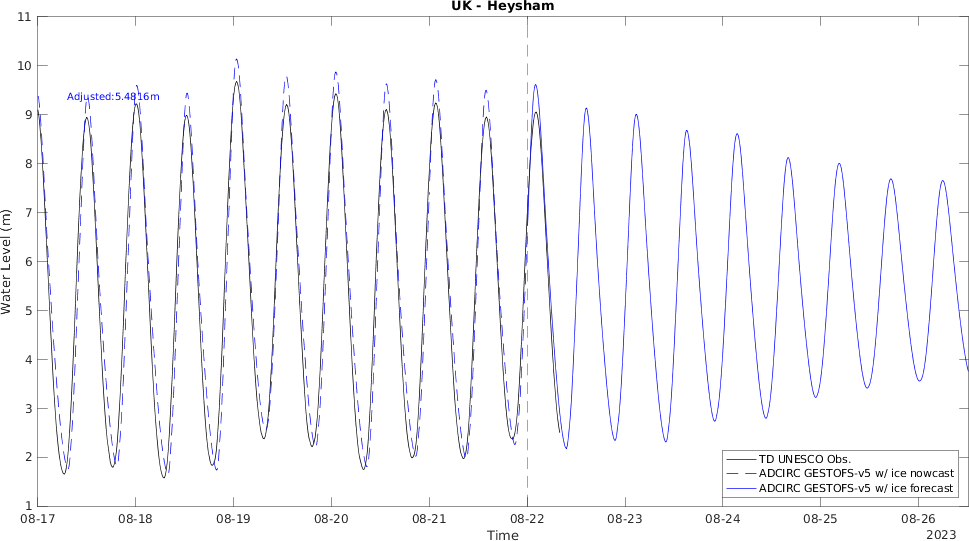 UK - Heysham
11
10
9
8
7
6
5
4
3
2
1
Water Level (m)
Adjusted:5.4816m
TD UNESCO Obs.
ADCIRC GESTOFS-v5 w/ ice nowcast
ADCIRC GESTOFS-v5 w/ ice forecast
08-17 08-18 08-19 08-20 08-21 08-22 08-23 08-24 08-25 08-26
Time
2023